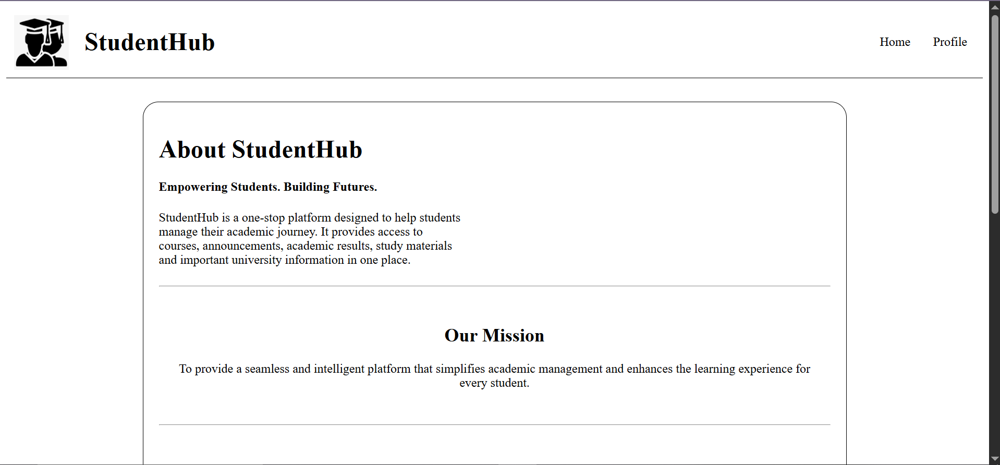 StudentHub
Home
Profile
About StudentHub
Empowering Students. Building Futures.
StudentHub is a one-stop platform designed to help students
manage their academic journey. It provides access to
courses, announcements, academic results, study materials
and important university information in one place.
Our Mission
To provide a seamless and intelligent platform that simplifies academic management and enhances the learning experience for
every student.